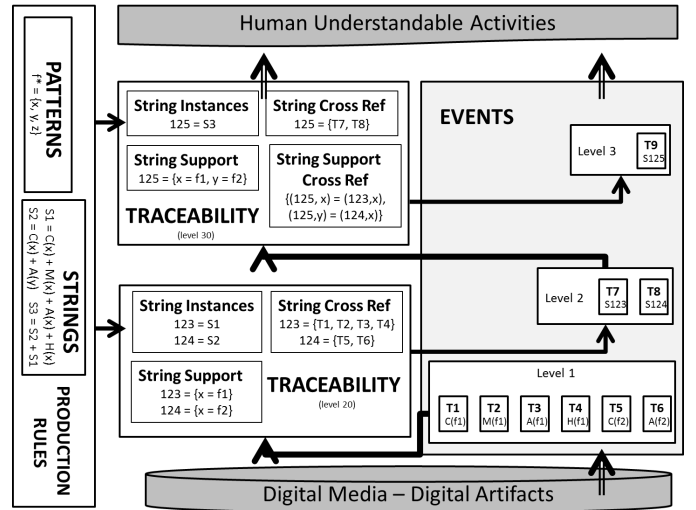 Human Understandable Activities
PATTERNS
f* = {x, y, z}
STRINGS
S1 = C(x) + M(x) + A(x) + H(x)
S2 = C(x) + A(y) S3 = S2 + S1
PRODUCTION
RULES
String Instances
125 = S3
String Cross Ref
125 = {T7, T8}
String Support
125 = {x = f1, y = f2}
String Support
Cross Ref
{(125, x) = (123,x),
(125,y) = (124,x)}
TRACEABILITY
(level 30)
EVENTS
Level 3
T9
S125
Level 2
T7
S123
T8
S124
String Instances
123 = S1
124 = S2
String Cross Ref
123 = {T1, T2, T3, T4}
124 = {T5, T6}
String Support
123 = {x = f1}
124 = {x = f2}
TRACEABILITY
(level 20)
Level 1
T1
C(f1)
T2
M(f1)
T3
A(f1)
T4
H(f1)
T5
C(f2)
T6
A(f2)
Digital Media – Digital Artifacts